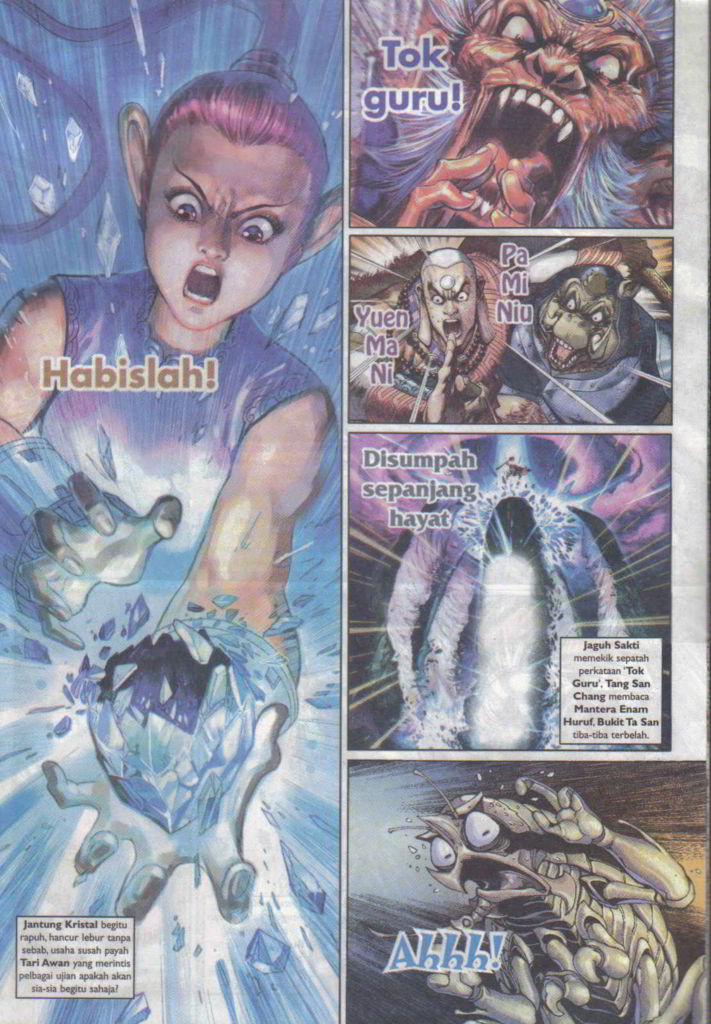 Habislah!
Jantung Kristal begitu
rapuh, hancur lebur tanpa
sebab, usaha susah payah
Tari Awan yang merintis
pelbagai ujian apakah akan
sia-sia begitu sahaja?
Tok
guru!
Yuen
Ma
Ni
Pa
Mi
Niu
Disumpah
sepanjang
hayat
Jaguh Sakti
memekik sepatah
perkataan 'Tok
Guru', Tang San
Chang membaca
Mantera Enam
Huruf, Bukit Ta San
tiba-tiba terbelah.
Ahhh!